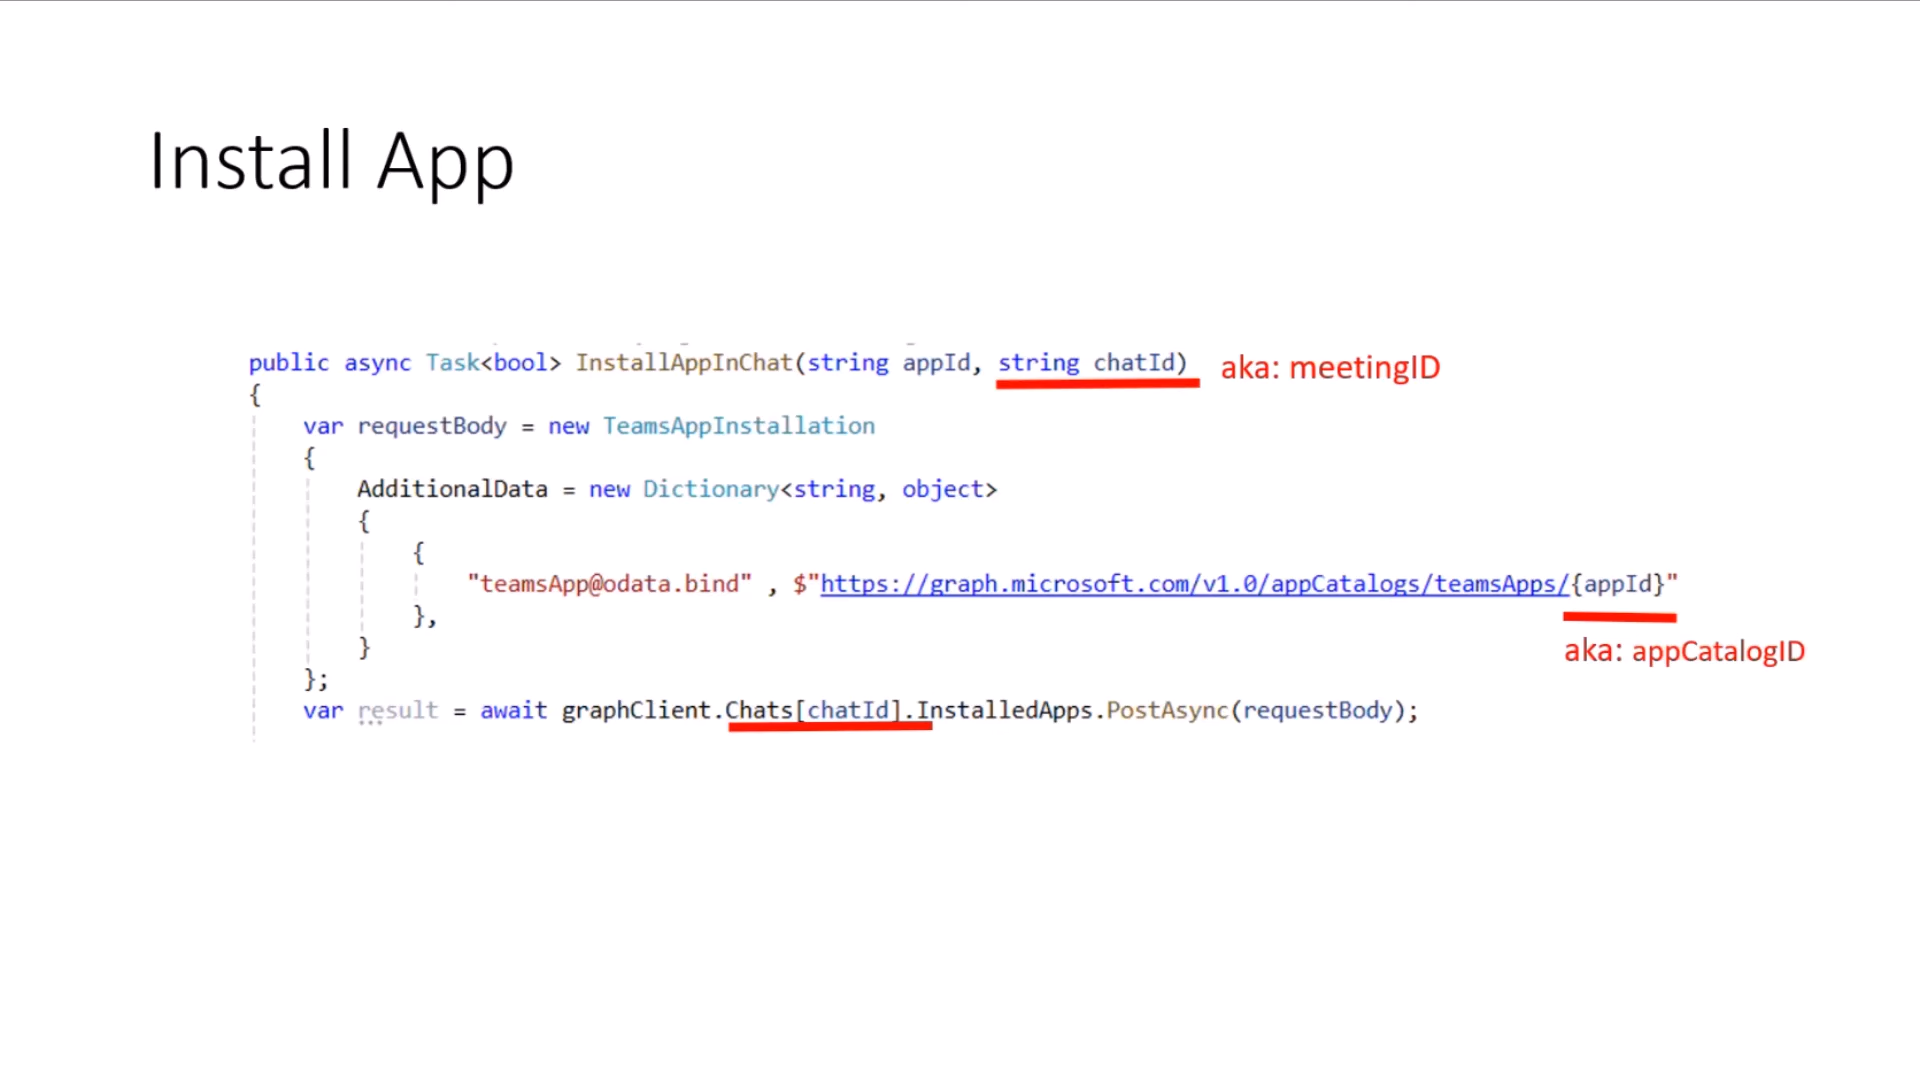 Install App
public async Task<bool> InstallAppInChat(string appId, string chatId) aka: meetingID
{
var requestBody = new TeamsAppInstallation
{
AdditionalData = new Dictionary<string, object>
{
{
"teamsApp@odata.bind" , $"https://graph.microsoft.com/v1.0/appCatalogs/teamsApps/{appId}"
},
aka: appCatalogID
}
};
var result = await graphClient.Chats[chatId].InstalledApps.PostAsync(requestBody);